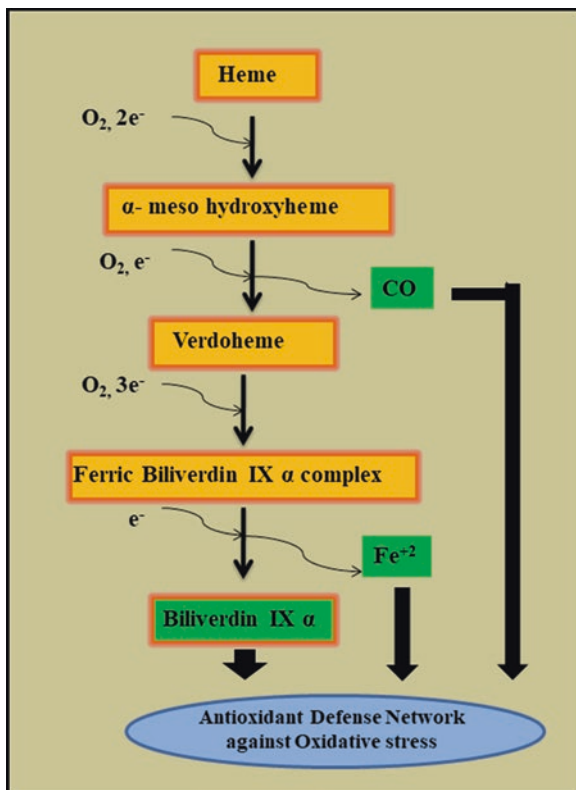 Heme
O₂, 2e⁻
α- meso hydroxyheme
O₂, e⁻
CO
Verdoheme
O₂, 3e⁻
Ferric Biliverdin IX α complex
e⁻
Fe⁺²
Biliverdin IX α
Antioxidant Defense Network
against Oxidative stress